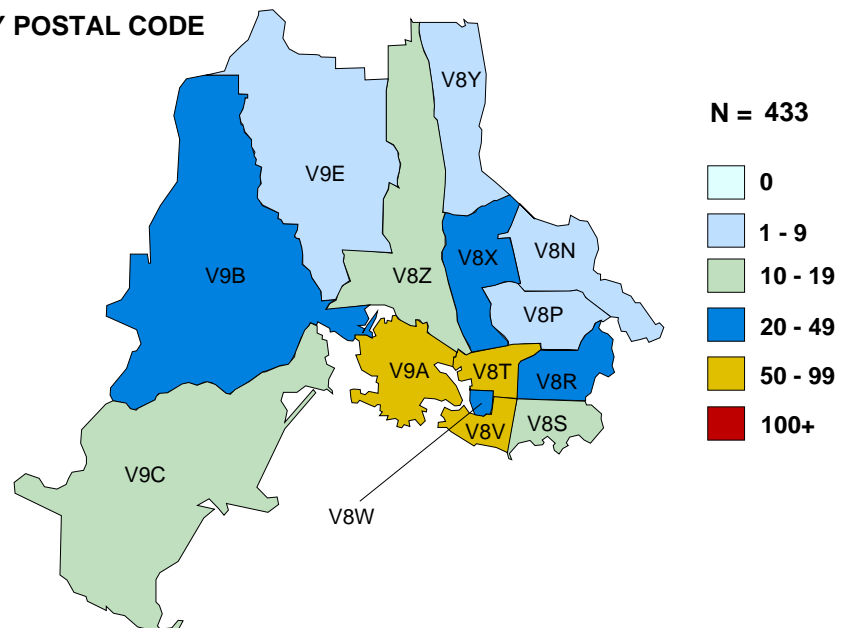 Y POSTAL CODE
V8Y
N = 433
V9E
0
1 - 9
V8N
V8X
V9B
V8Z
10 - 19
V8P
20 - 49
V9A
V8T
50 - 99
V8R
V8V
V8S
100+
V9C
V8W